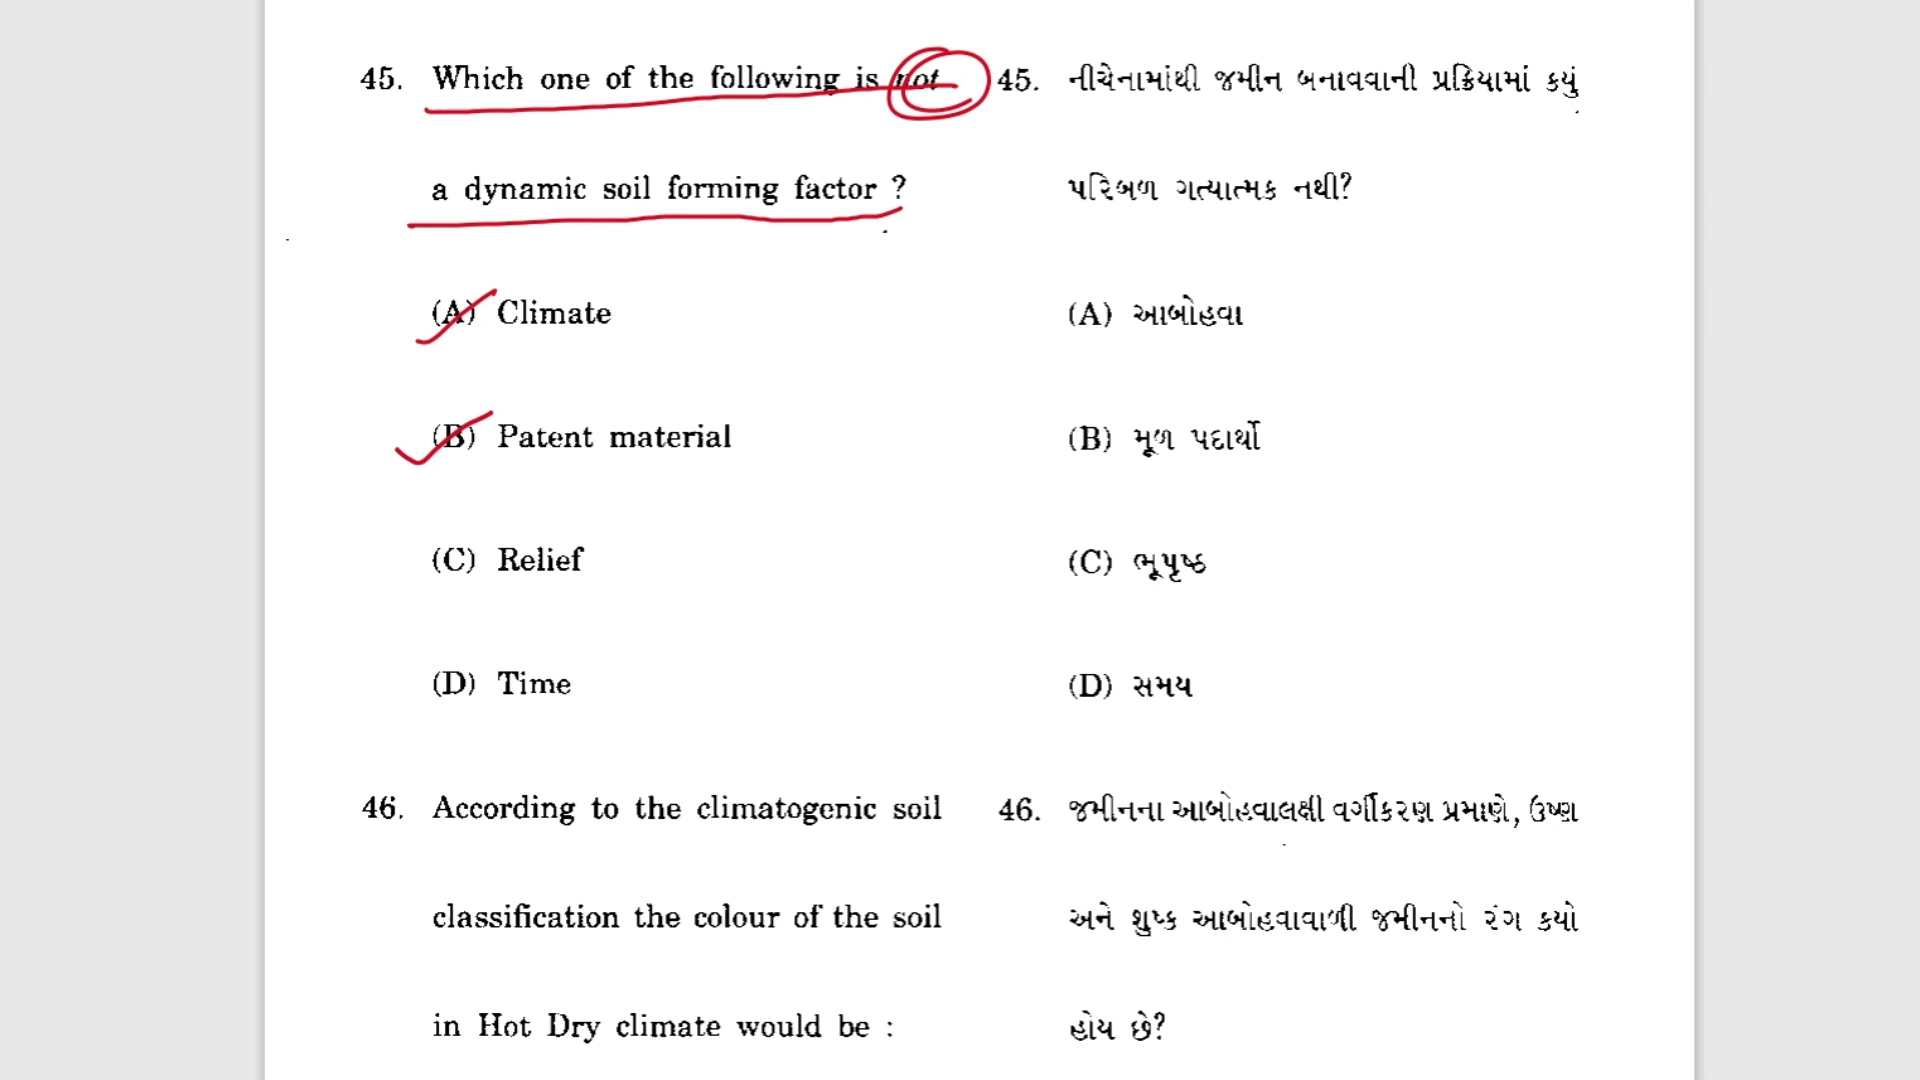 45. Which one of the following is not
a dynamic soil forming factor ?
(A) Climate
(B) Patent material
(C) Relief
(D) Time
46. According to the climatogenic soil
classification the colour of the soil
in Hot Dry climate would be :
45. નીચેનામાંથી જમીન બનાવવાની પ્રક્રિયામાં કયું
પરિબળ ગત્યાત્મક નથી?
(A) આબોહવા
(B) મૂળ પદાર્થો
(C) ભૂપૃષ્ઠ
(D) સમય
46. જમીનના આબોહવાલક્ષી વર્ગીકરણ પ્રમાણે, ઉષ્ણ
અને શુષ્ક આબોહવાવાળી જમીનનો રંગ કયો
હોય છે?